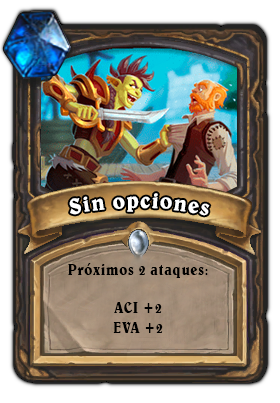 Sin opciones
Próximos 2 ataques:
ACI +2
EVA +2